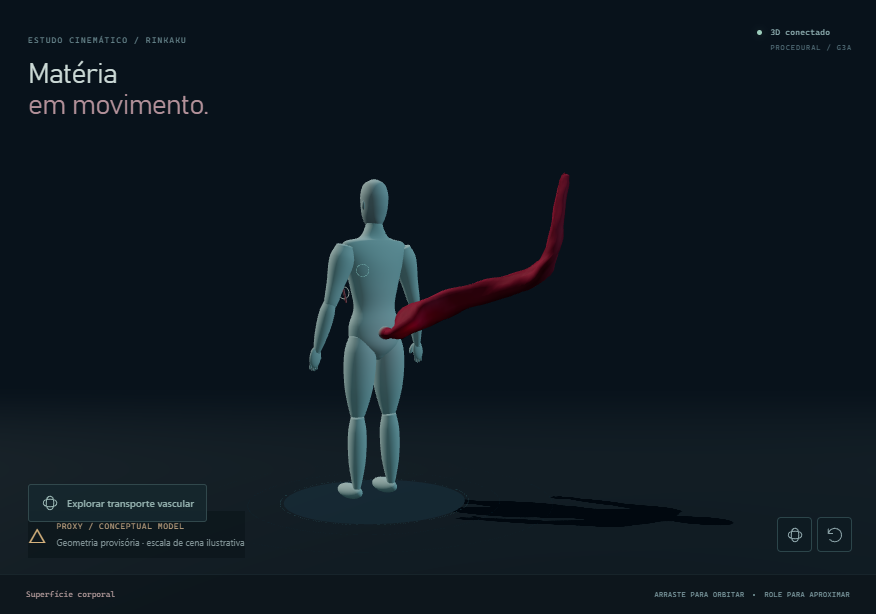 ESTUDO CINEMÁTICO / RINKAKU
Matéria
em movimento.
3D conectado
PROCEDURAL / G3A
Explorar transporte vascular
PROXY / CONCEPTUAL MODEL
Geometria provisória · escala de cena ilustrativa
Superfície corporal
ARRASTE PARA ORBITAR • ROLE PARA APROXIMAR